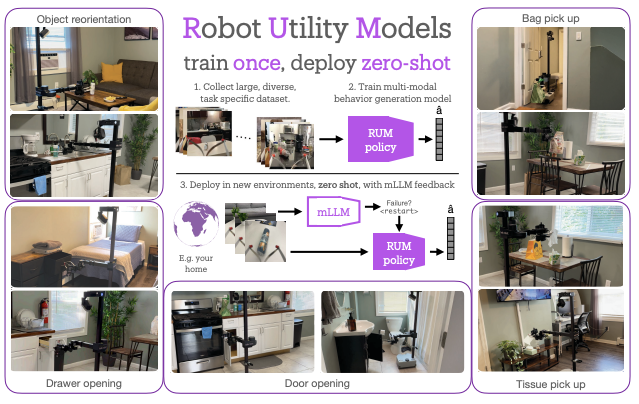 Object reorientation
Robot Utility Models
train once, deploy zero-shot
Bag pick up
1. Collect large, diverse,
task specific dataset.
2. Train multi-modal
behavior generation model
RUM
policy
â
3. Deploy in new environments, zero shot, with mLLM feedback
mLLM
Failure?
<restart>
â
E.g. your
home
RUM
policy
Drawer opening
Door opening
Tissue pick up